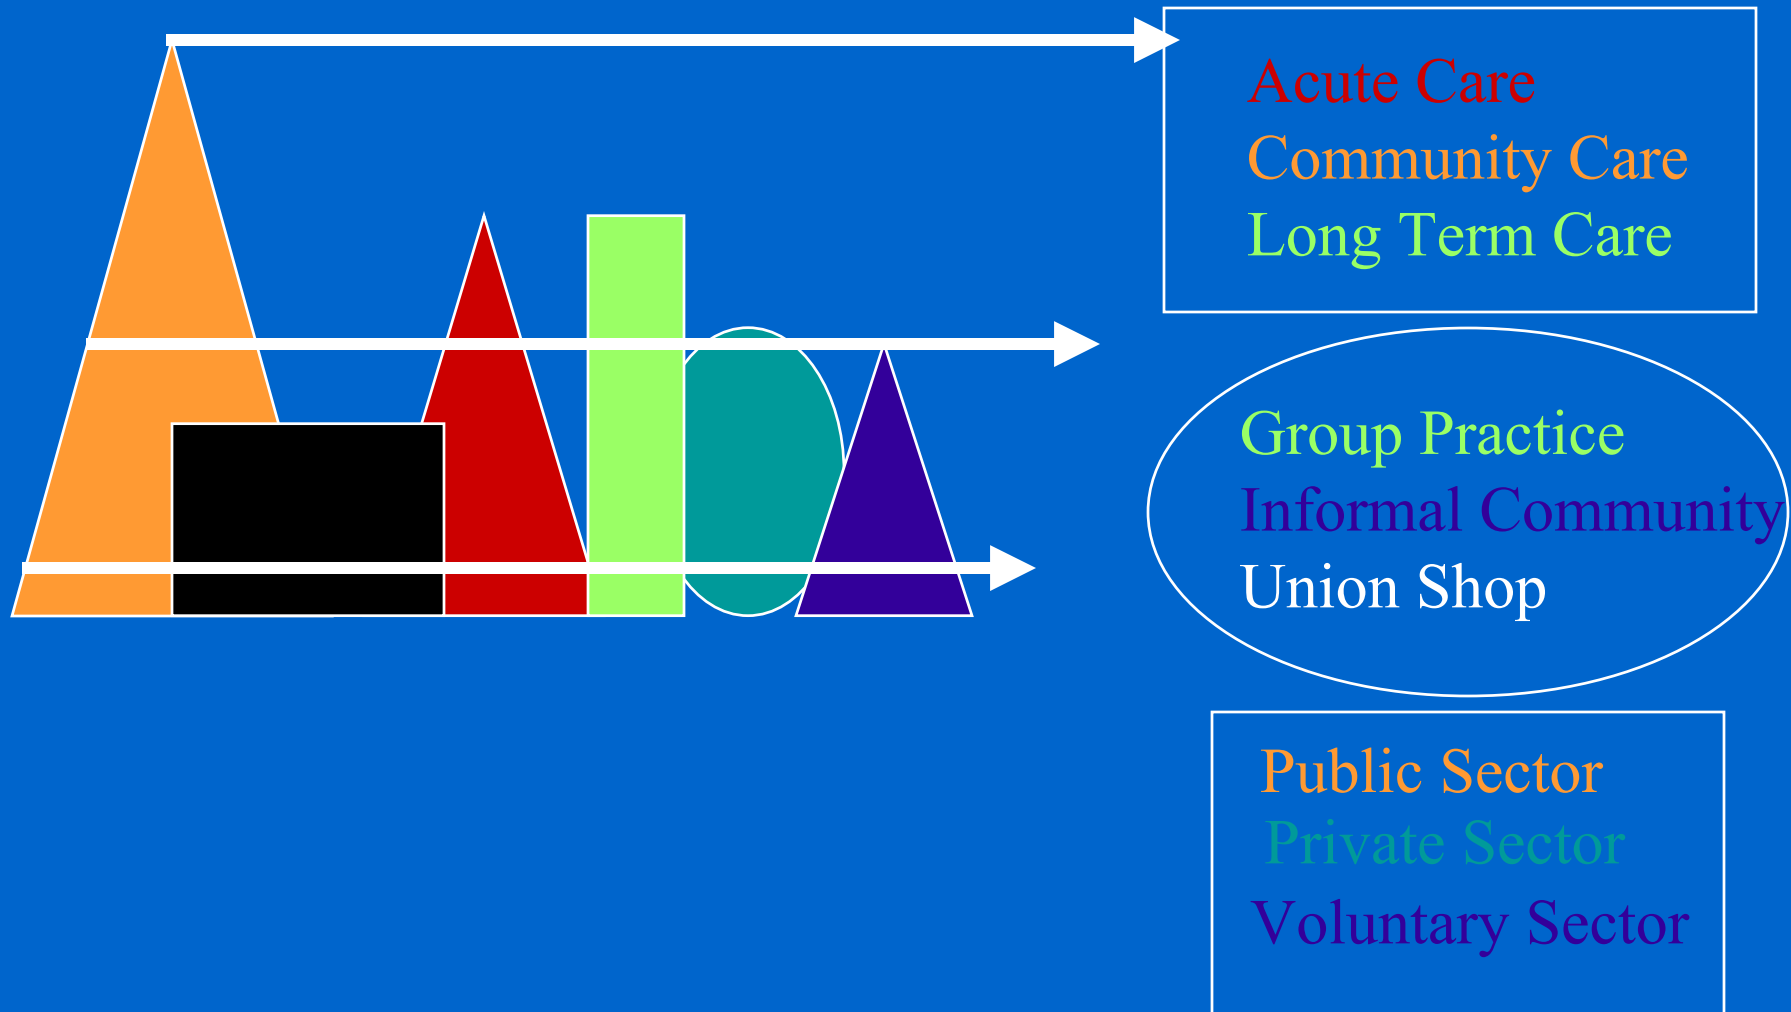 Acute Care
Community Care
Long Term Care
Group Practice
Informal Community
Union Shop
Public Sector
Private Sector
Voluntary Sector